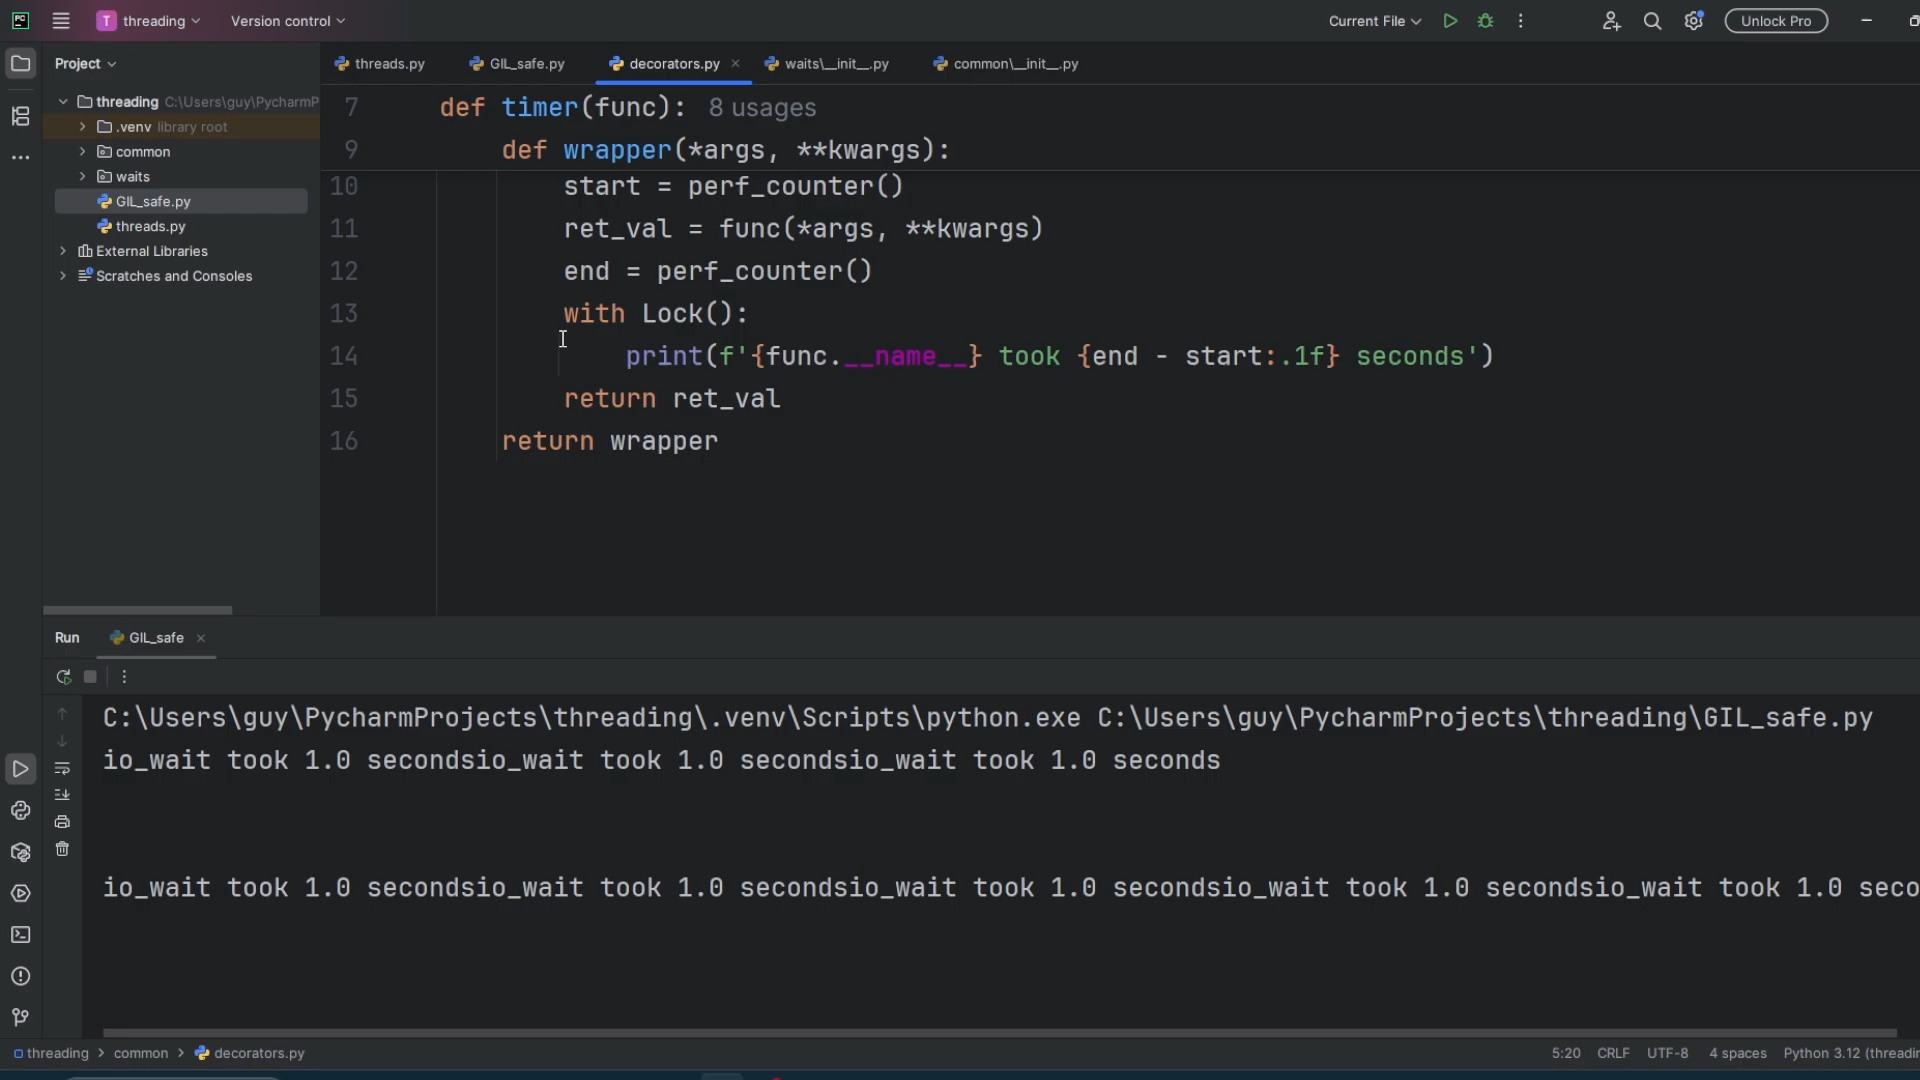 PC
T threading Version control Current File Unlock Pro
Project threads.py GIL_safe.py decorators.py waits\__init__.py common\__init__.py
threading C:\Users\guy\PycharmP
.venv library root
common
waits
GIL_safe.py
threads.py
External Libraries
Scratches and Consoles
7 def timer(func): 8 usages
9 def wrapper(*args, **kwargs):
10 start = perf_counter()
11 ret_val = func(*args, **kwargs)
12 end = perf_counter()
13 with Lock():
14 print(f'{func.__name__} took {end - start:.1f} seconds')
15 return ret_val
16 return wrapper
Run GIL_safe
C:\Users\guy\PycharmProjects\threading\.venv\Scripts\python.exe C:\Users\guy\PycharmProjects\threading\GIL_safe.py
io_wait took 1.0 secondsio_wait took 1.0 secondsio_wait took 1.0 seconds
io_wait took 1.0 secondsio_wait took 1.0 secondsio_wait took 1.0 secondsio_wait took 1.0 secondsio_wait took 1.0 seco
threading > common > decorators.py 5:20 CRLF UTF-8 4 spaces Python 3.12 (threadin